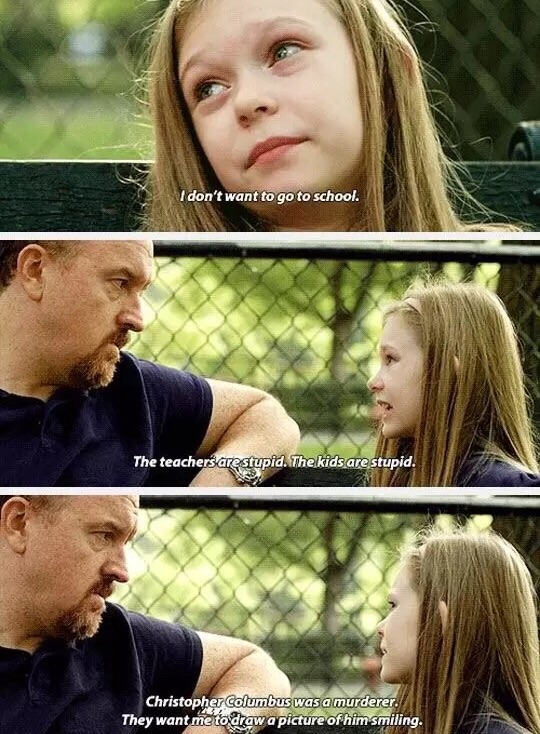 I don't want to go to school.
The teachers are stupid. The kids are stupid.
Christopher Columbus was a murderer.
They want me to draw a picture of him smiling.